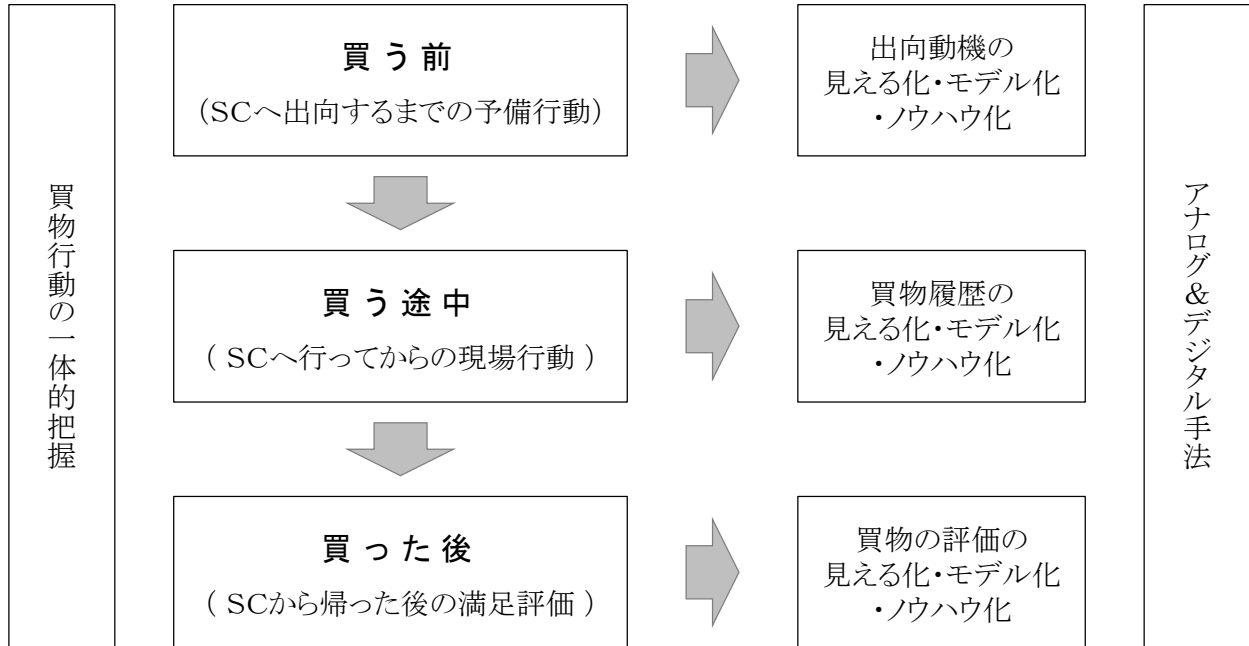 買物行動の一体的把握
買う前
(SCへ出向するまでの予備行動)
出向動機の
見える化・モデル化
・ノウハウ化
買う途中
( SCへ行ってからの現場行動 )
買物履歴の
見える化・モデル化
・ノウハウ化
買った後
( SCから帰った後の満足評価 )
買物の評価の
見える化・モデル化
・ノウハウ化
アナログ&デジタル手法